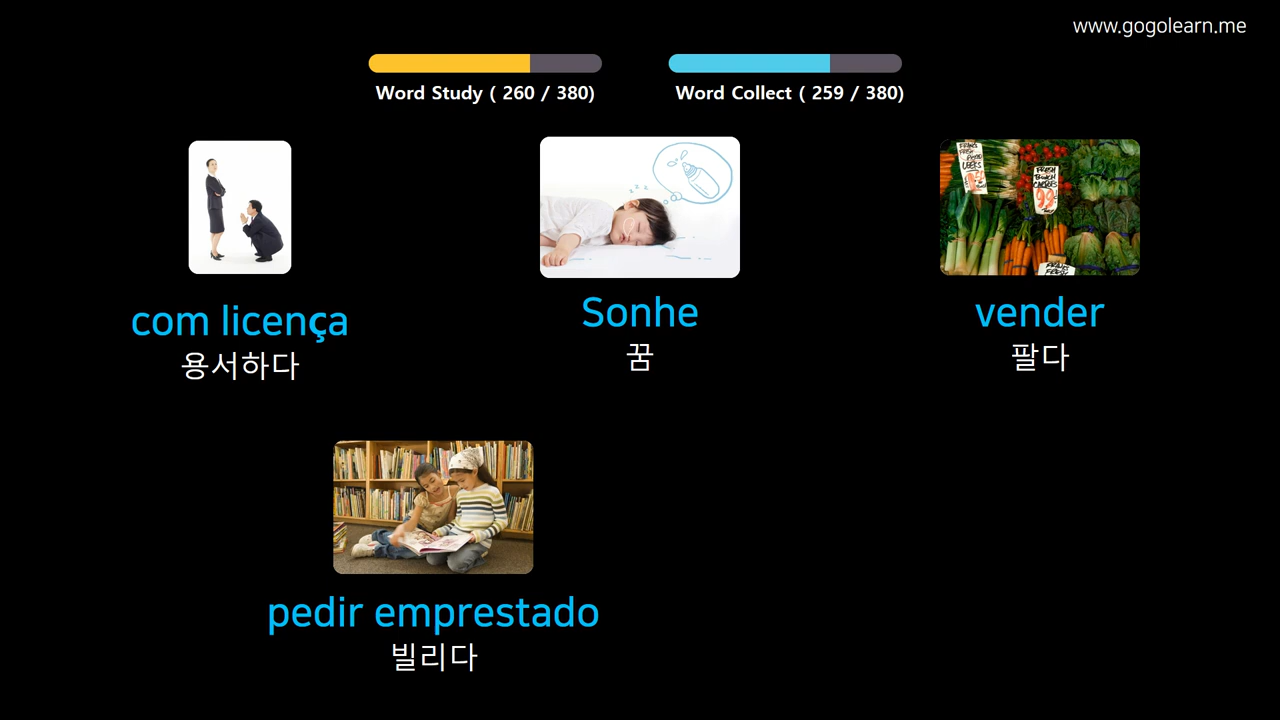 www.gogolearn.me
Word Study ( 260 / 380)
Word Collect ( 259 / 380)
com licença
용서하다
Sonhe
꿈
vender
팔다
pedir emprestado
빌리다